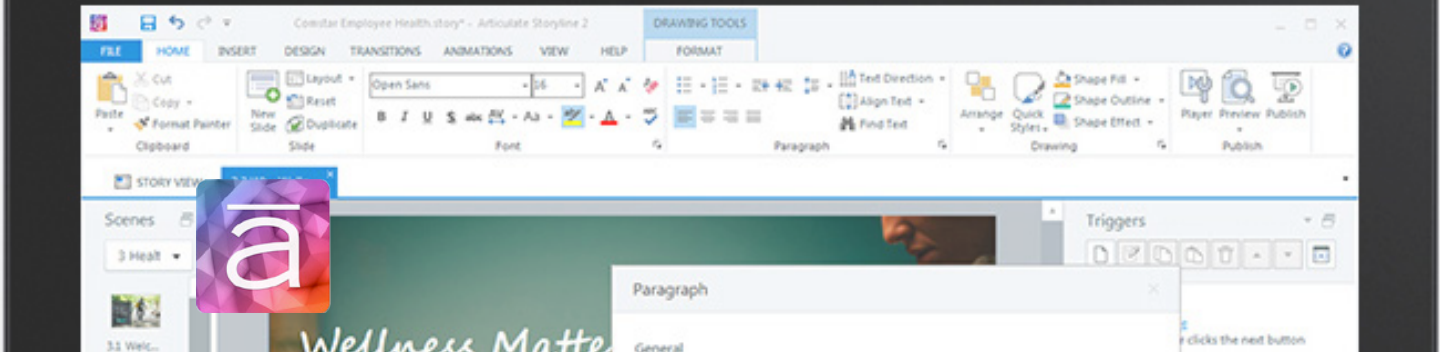 Comstar Employee Health.story* - Articulate Storyline 2
DRAWING TOOLS
FILE HOME INSERT DESIGN TRANSITIONS ANIMATIONS VIEW HELP FORMAT
Paste
Cut
Copy
Format Painter
Clipboard
New Slide
Layout
Reset
Duplicate
Slide
Open Sans 16
B I U S abc AV Aa A
Font
Text Direction
Align Text
Find Text
Paragraph
Arrange
Quick Styles
Shape Fill
Shape Outline
Shape Effect
Drawing
Player Preview Publish
Publish
STORY VIEW
Scenes
3 Healt
3.1 Welc...
ā
Wellness Matte
Paragraph
General
Triggers
clicks the next button